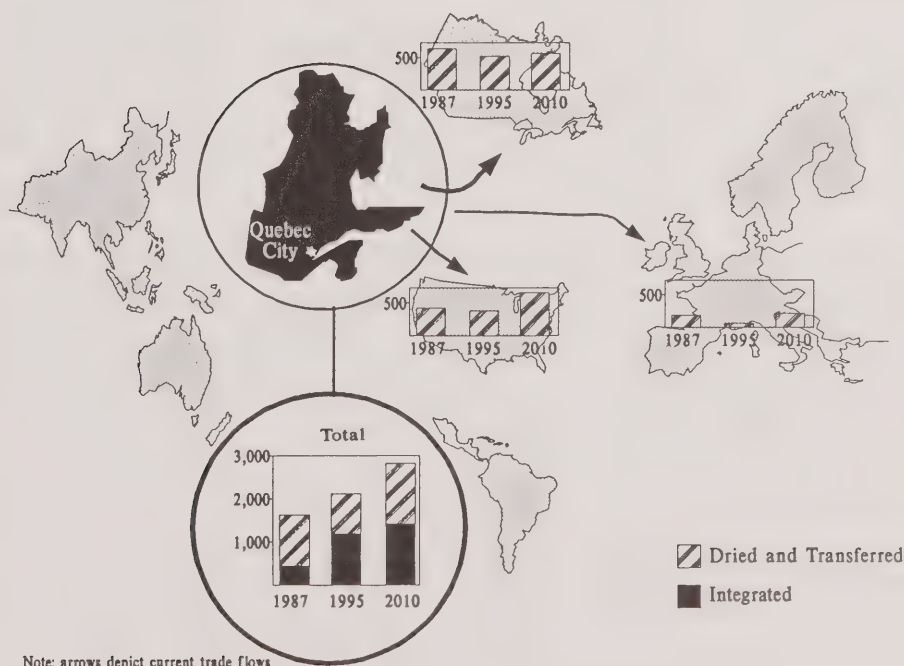 500
1987 1995 2010
Quebec
City
500
1987 1995 2010
500
1987 1995 2010
Total
3,000
2,000
1,000
1987 1995 2010
Dried and Transferred
Integrated
Note: arrows depict current trade flows